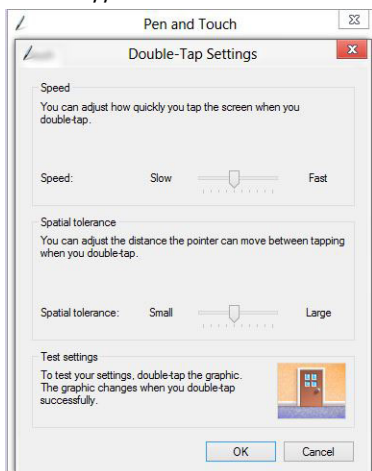 Pen and Touch
Double-Tap Settings
Speed
You can adjust how quickly you tap the screen when you
double-tap.
Speed: Slow Fast
Spatial tolerance
You can adjust the distance the pointer can move between tapping
when you double-tap.
Spatial tolerance: Small Large
Test settings
To test your settings, double-tap the graphic.
The graphic changes when you double-tap
successfully.
OK Cancel